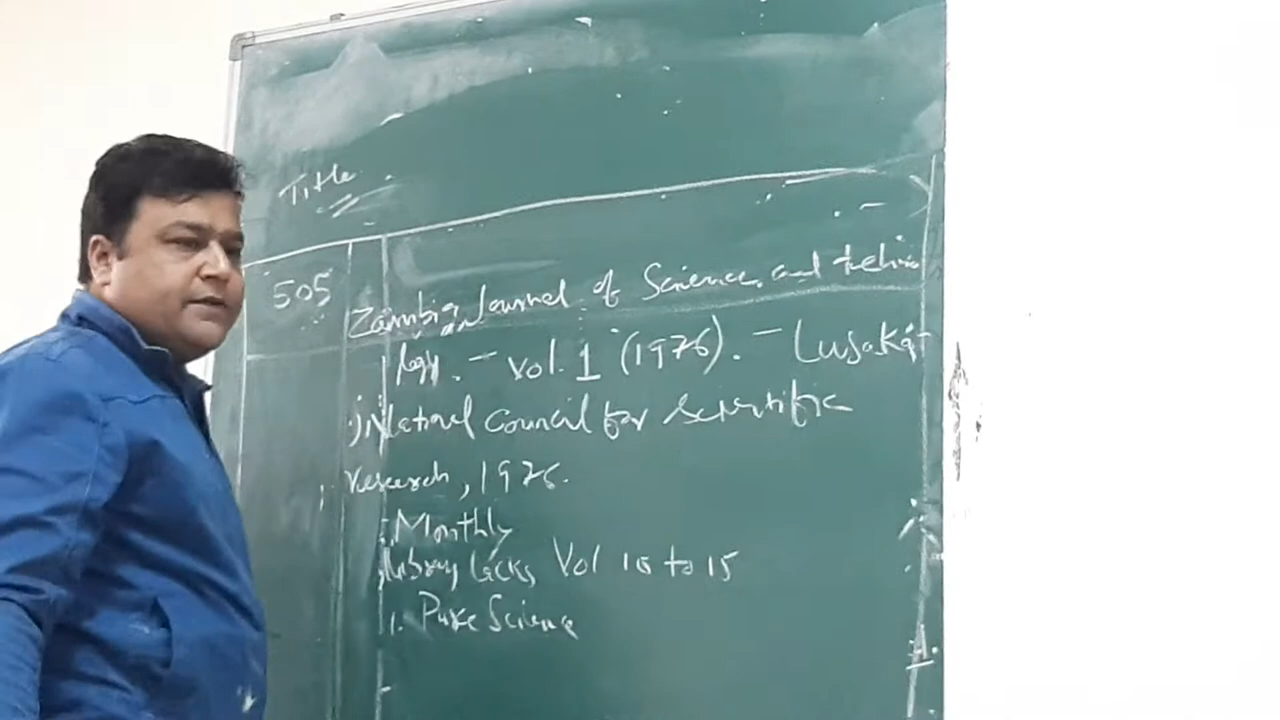 Title
505
Zambia Journal of Science and techno
logy. - Vol. 1 (1976). - Lusaka
National Council for Scientific
research, 1976.
Monthly
Library lacks Vol 10 to 15
1. Pure Science